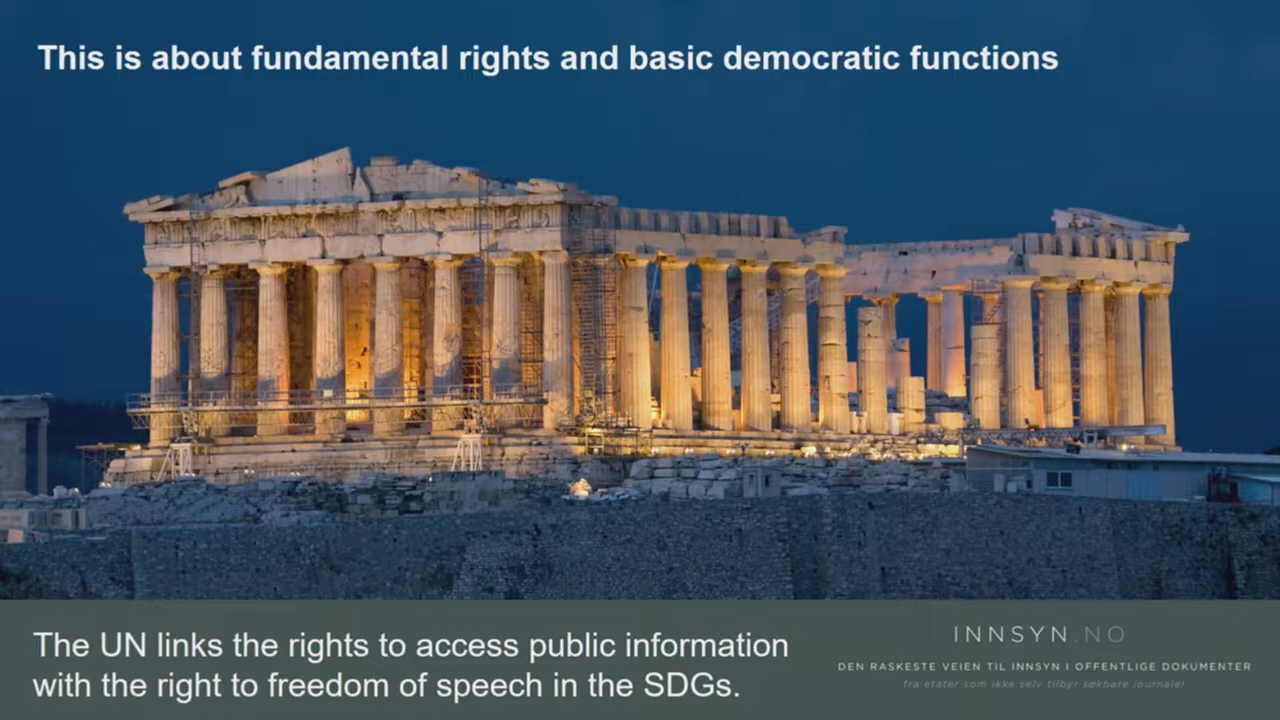 This is about fundamental rights and basic democratic functions
The UN links the rights to access public information
with the right to freedom of speech in the SDGs.
INNSYN.NO
DEN RASKESTE VEIEN TIL INNSYN I OFFENTLIGE DOKUMENTER
fra etater som ikke selv tilbyr søkbare journaler